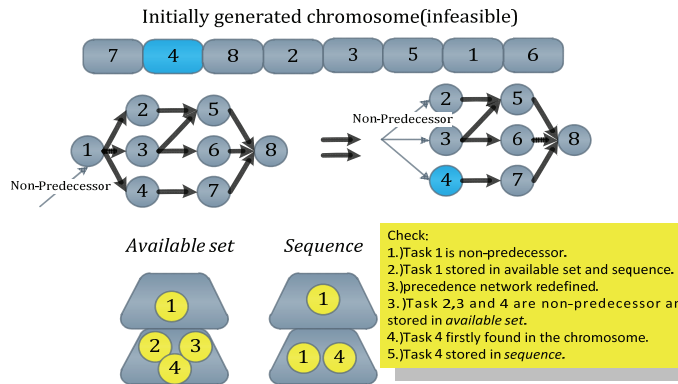 Initially generated chromosome(infeasible)
7 4 8 2 3 5 1 6
2 5
1 3 6 8
4 7
Non-Predecessor
2 5
Non-Predecessor
3 6 8
4 7
Available set
Sequence
1
2 3
4
1
1 4
Check:
1.)Task 1 is non-predecessor.
2.)Task 1 stored in available set and sequence.
3.)precedence network redefined.
3.)Task 2,3 and 4 are non-predecessor
stored in available set.
4.)Task 4 firstly found in the chromosome.
5.)Task 4 stored in sequence.